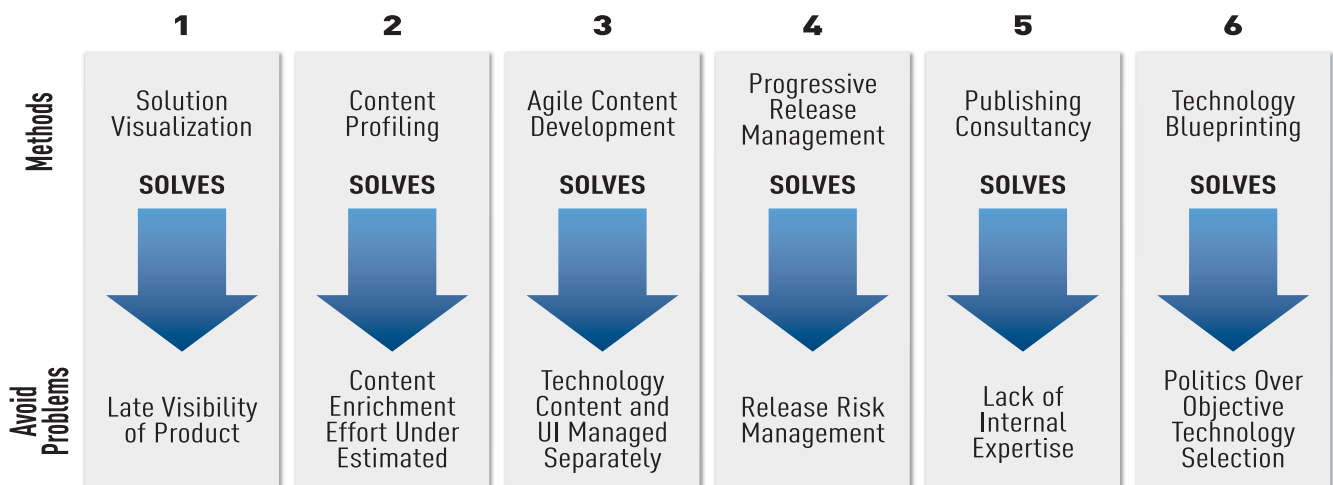 1
2
3
4
5
6
Methods
Solution
Visualization
Content
Profiling
Agile Content
Development
Progressive
Release
Management
Publishing
Consultancy
Technology
Blueprinting
SOLVES
SOLVES
SOLVES
SOLVES
SOLVES
SOLVES
Avoid
Problems
Late Visibility
of Product
Content
Enrichment
Effort Under
Estimated
Technology
Content and
UI Managed
Separately
Release Risk
Management
Lack of
Internal
Expertise
Politics Over
Objective
Technology
Selection